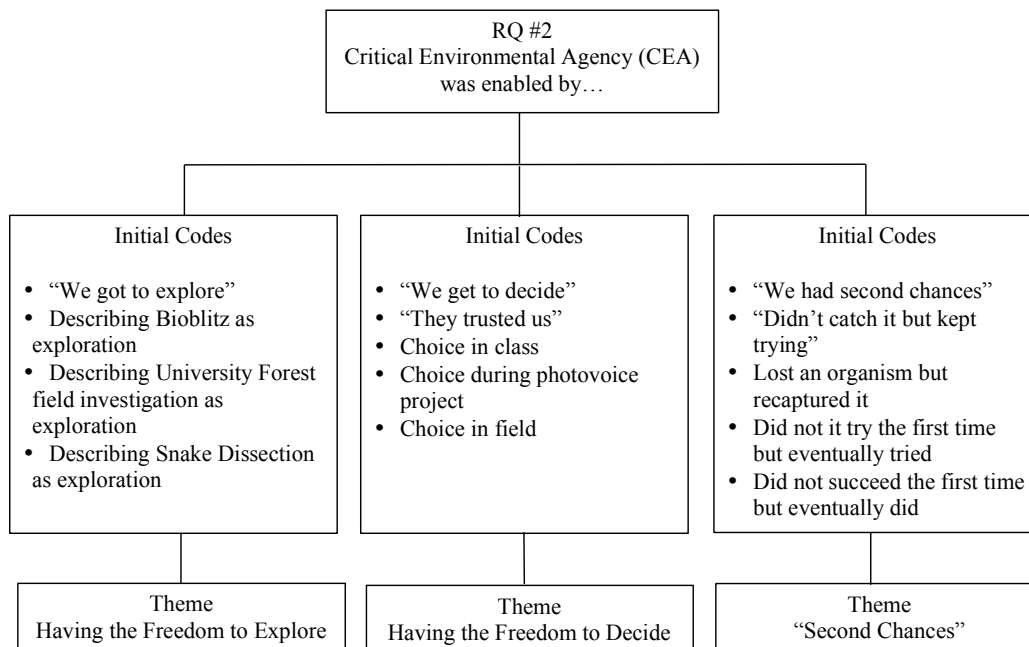 RQ #2
Critical Environmental Agency (CEA)
was enabled by…
Initial Codes
• “We got to explore”
• Describing Bioblitz as
exploration
• Describing University Forest
field investigation as
exploration
• Describing Snake Dissection
as exploration
Initial Codes
• “We get to decide”
• “They trusted us”
• Choice in class
• Choice during photovoice
project
• Choice in field
Initial Codes
• “We had second chances”
• “Didn’t catch it but kept
trying”
• Lost an organism but
recaptured it
• Did not it try the first time
but eventually tried
• Did not succeed the first time
but eventually did
Theme
Having the Freedom to Explore
Theme
Having the Freedom to Decide
Theme
“Second Chances”